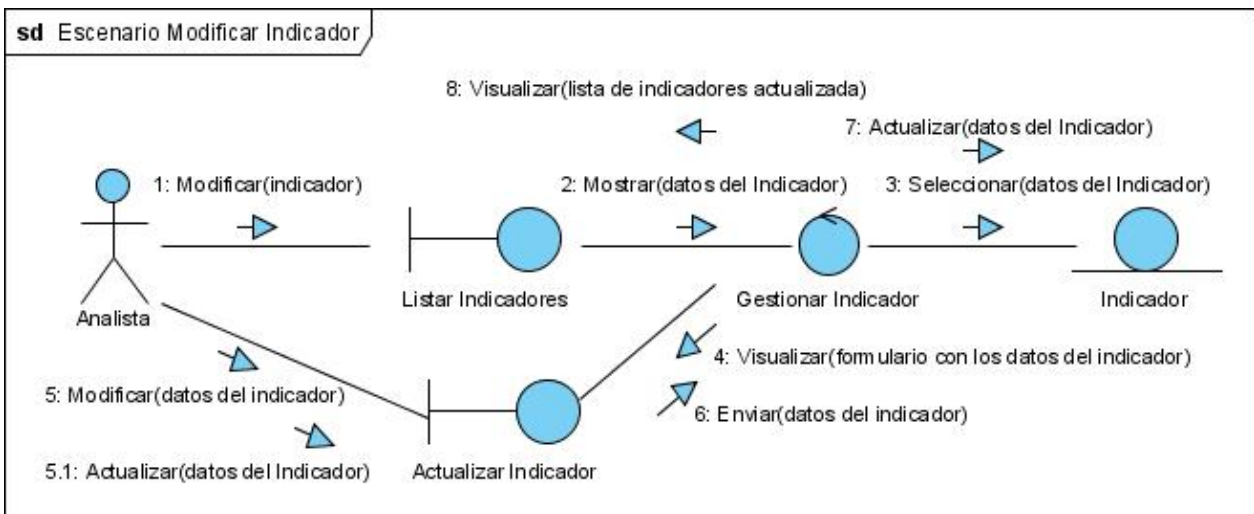 sd Escenario Modificar Indicador
8: Visualizar(lista de indicadores actualizada)
7: Actualizar(datos del Indicador)
1: Modificar(indicador)
2: Mostrar(datos del Indicador)
3: Seleccionar(datos del Indicador)
Analista
Listar Indicadores
Gestionar Indicador
Indicador
4: Visualizar(formulario con los datos del indicador)
5: Modificar(datos del indicador)
6: Enviar(datos del indicador)
5.1: Actualizar(datos del Indicador)
Actualizar Indicador